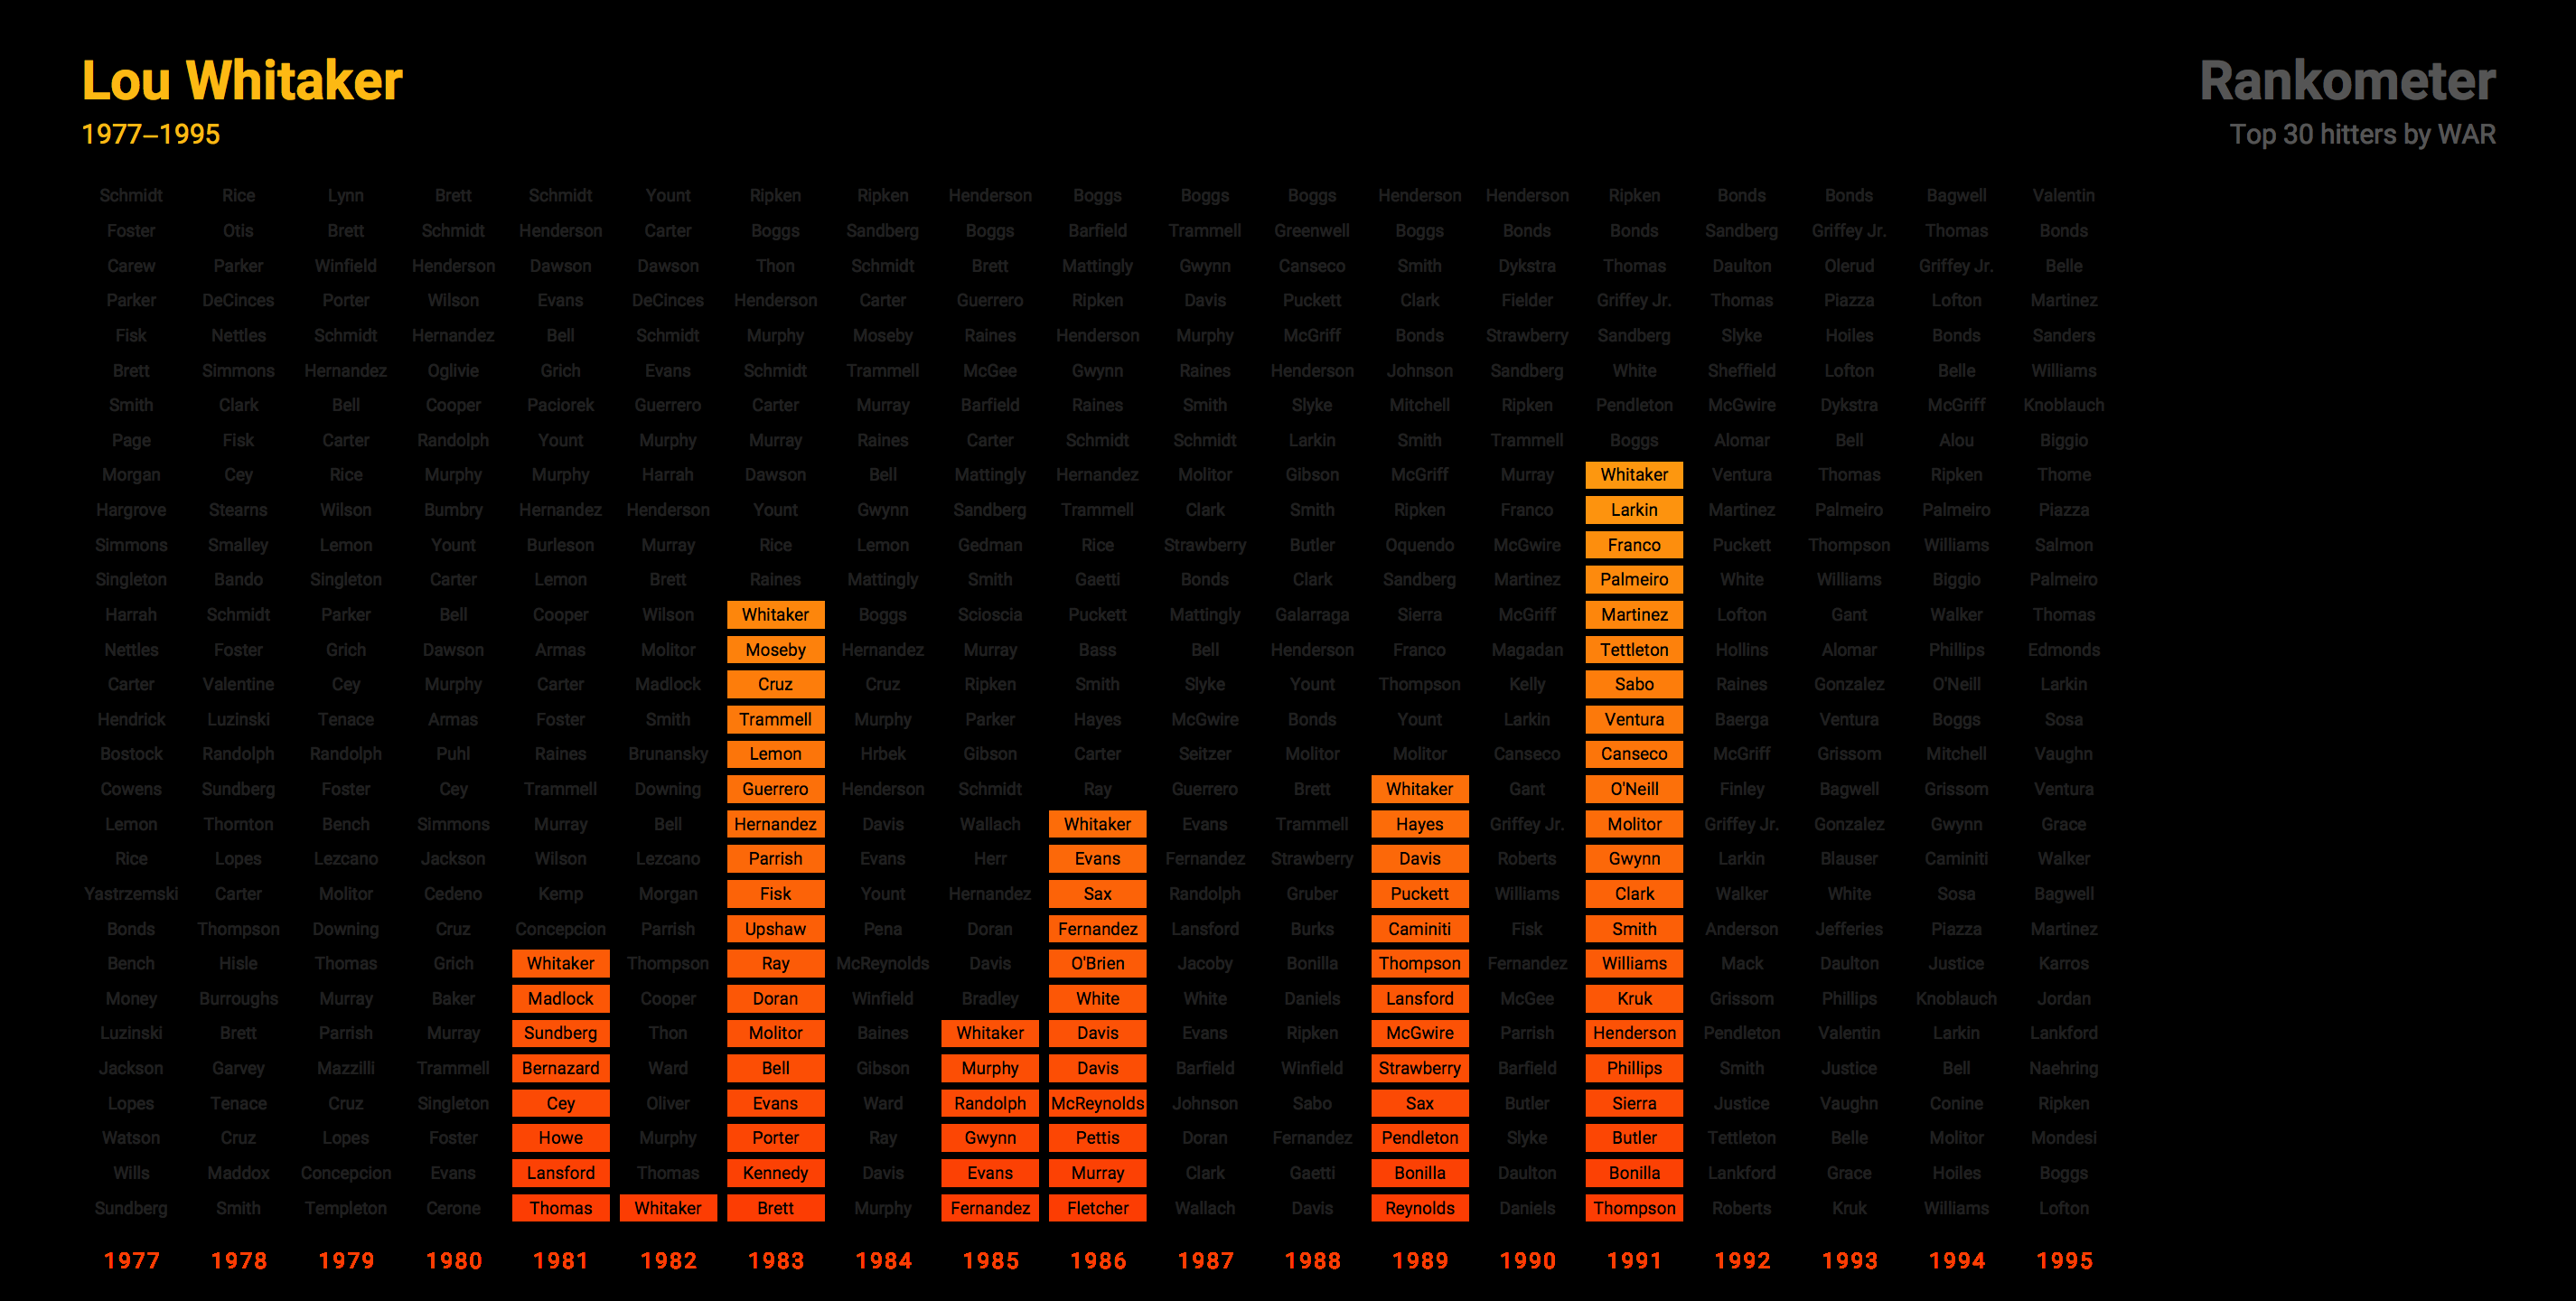 Lou Whitaker
1977–1995
Rankometer
Top 30 hitters by WAR
Schmidt Rice Lynn Brett Schmidt Yount Ripken Ripken Henderson Boggs Boggs Boggs Henderson Henderson Ripken Bonds Bonds Bagwell Valentin
Foster Otis Brett Schmidt Henderson Carter Boggs Sandberg Boggs Barfield Trammell Greenwell Boggs Bonds Bonds Sandberg Griffey Jr. Thomas Bonds
Carew Parker Winfield Henderson Dawson Dawson Thon Schmidt Brett Mattingly Gwynn Canseco Smith Dykstra Thomas Daulton Olerud Griffey Jr. Belle
Parker DeCinces Porter Wilson Evans DeCinces Henderson Carter Guerrero Ripken Davis Puckett Clark Fielder Griffey Jr. Thomas Piazza Lofton Martinez
Fisk Nettles Schmidt Hernandez Bell Schmidt Murphy Moseby Raines Henderson Murphy McGriff Bonds Strawberry Sandberg Slyke Hoiles Bonds Sanders
Brett Simmons Hernandez Oglivie Grich Evans Schmidt Trammell McGee Gwynn Raines Henderson Johnson Sandberg White Sheffield Lofton Belle Williams
Smith Clark Bell Cooper Paciorek Guerrero Carter Murray Barfield Raines Smith Slyke Mitchell Ripken Pendleton McGwire Dykstra McGriff Knoblauch
Page Fisk Carter Randolph Yount Murphy Murray Raines Carter Schmidt Schmidt Larkin Smith Trammell Boggs Alomar Bell Alou Biggio
Morgan Cey Rice Murphy Murphy Harrah Dawson Bell Mattingly Hernandez Molitor Gibson McGriff Murray Whitaker Ventura Thomas Ripken Thome
Hargrove Stearns Wilson Bumbry Hernandez Henderson Yount Gwynn Sandberg Trammell Clark Smith Ripken Franco Larkin Martinez Palmeiro Palmeiro Piazza
Simmons Smalley Lemon Yount Burleson Murray Rice Lemon Gedman Rice Strawberry Butler Oquendo McGwire Franco Puckett Thompson Williams Salmon
Singleton Bando Singleton Carter Lemon Brett Raines Mattingly Smith Gaetti Bonds Clark Sandberg Martinez Palmeiro White Williams Biggio Palmeiro
Harrah Schmidt Parker Bell Cooper Wilson Whitaker Boggs Scioscia Puckett Mattingly Galarraga Sierra McGriff Martinez Lofton Gant Walker Thomas
Nettles Foster Grich Dawson Armas Molitor Moseby Hernandez Murray Bass Bell Henderson Franco Magadan Tettleton Hollins Alomar Phillips Edmonds
Carter Valentine Cey Murphy Carter Madlock Cruz Cruz Ripken Smith Slyke Yount Thompson Kelly Sabo Raines Gonzalez O'Neill Larkin
Hendrick Luzinski Tenace Armas Foster Smith Trammell Murphy Parker Hayes McGwire Bonds Yount Larkin Ventura Baerga Ventura Boggs Sosa
Bostock Randolph Randolph Puhl Raines Brunansky Lemon Hrbek Gibson Carter Seitzer Molitor Molitor Canseco Canseco McGriff Grissom Mitchell Vaughn
Cowens Sundberg Foster Cey Trammell Downing Guerrero Henderson Schmidt Ray Guerrero Brett Whitaker Gant O'Neill Finley Bagwell Grissom Ventura
Lemon Thornton Bench Simmons Murray Bell Hernandez Davis Wallach Whitaker Evans Trammell Hayes Griffey Jr. Molitor Griffey Jr. Gonzalez Gwynn Grace
Rice Lopes Lezcano Jackson Wilson Lezcano Parrish Evans Herr Evans Fernandez Strawberry Davis Roberts Gwynn Larkin Blauser Caminiti Walker
Yastrzemski Carter Molitor Cedeno Kemp Morgan Fisk Yount Hernandez Sax Randolph Gruber Puckett Williams Clark Walker White Sosa Bagwell
Bonds Thompson Downing Cruz Concepcion Parrish Upshaw Pena Doran Fernandez Lansford Burks Caminiti Fisk Smith Anderson Jefferies Piazza Martinez
Bench Hisle Thomas Grich Whitaker Thompson Ray McReynolds Davis O'Brien Jacoby Bonilla Thompson Fernandez Williams Mack Daulton Justice Karros
Money Burroughs Murray Baker Madlock Cooper Doran Winfield Bradley White White Daniels Lansford McGee Kruk Grissom Phillips Knoblauch Jordan
Luzinski Brett Parrish Murray Sundberg Thon Molitor Baines Whitaker Davis Evans Ripken McGwire Parrish Henderson Pendleton Valentin Larkin Lankford
Jackson Garvey Mazzilli Trammell Bernazard Ward Bell Gibson Murphy Davis Barfield Winfield Strawberry Barfield Phillips Smith Justice Bell Naehring
Lopes Tenace Cruz Singleton Cey Oliver Evans Ward Randolph McReynolds Johnson Sabo Sax Butler Sierra Justice Vaughn Conine Ripken
Watson Cruz Lopes Foster Howe Murphy Porter Ray Gwynn Pettis Doran Fernandez Pendleton Slyke Butler Tettleton Belle Molitor Mondesi
Wills Maddox Concepcion Evans Lansford Thomas Kennedy Davis Evans Murray Clark Gaetti Bonilla Daulton Bonilla Lankford Grace Hoiles Boggs
Sundberg Smith Templeton Cerone Thomas Whitaker Brett Murphy Fernandez Fletcher Wallach Davis Reynolds Daniels Thompson Roberts Kruk Williams Lofton
1977 1978 1979 1980 1981 1982 1983 1984 1985 1986 1987 1988 1989 1990 1991 1992 1993 1994 1995